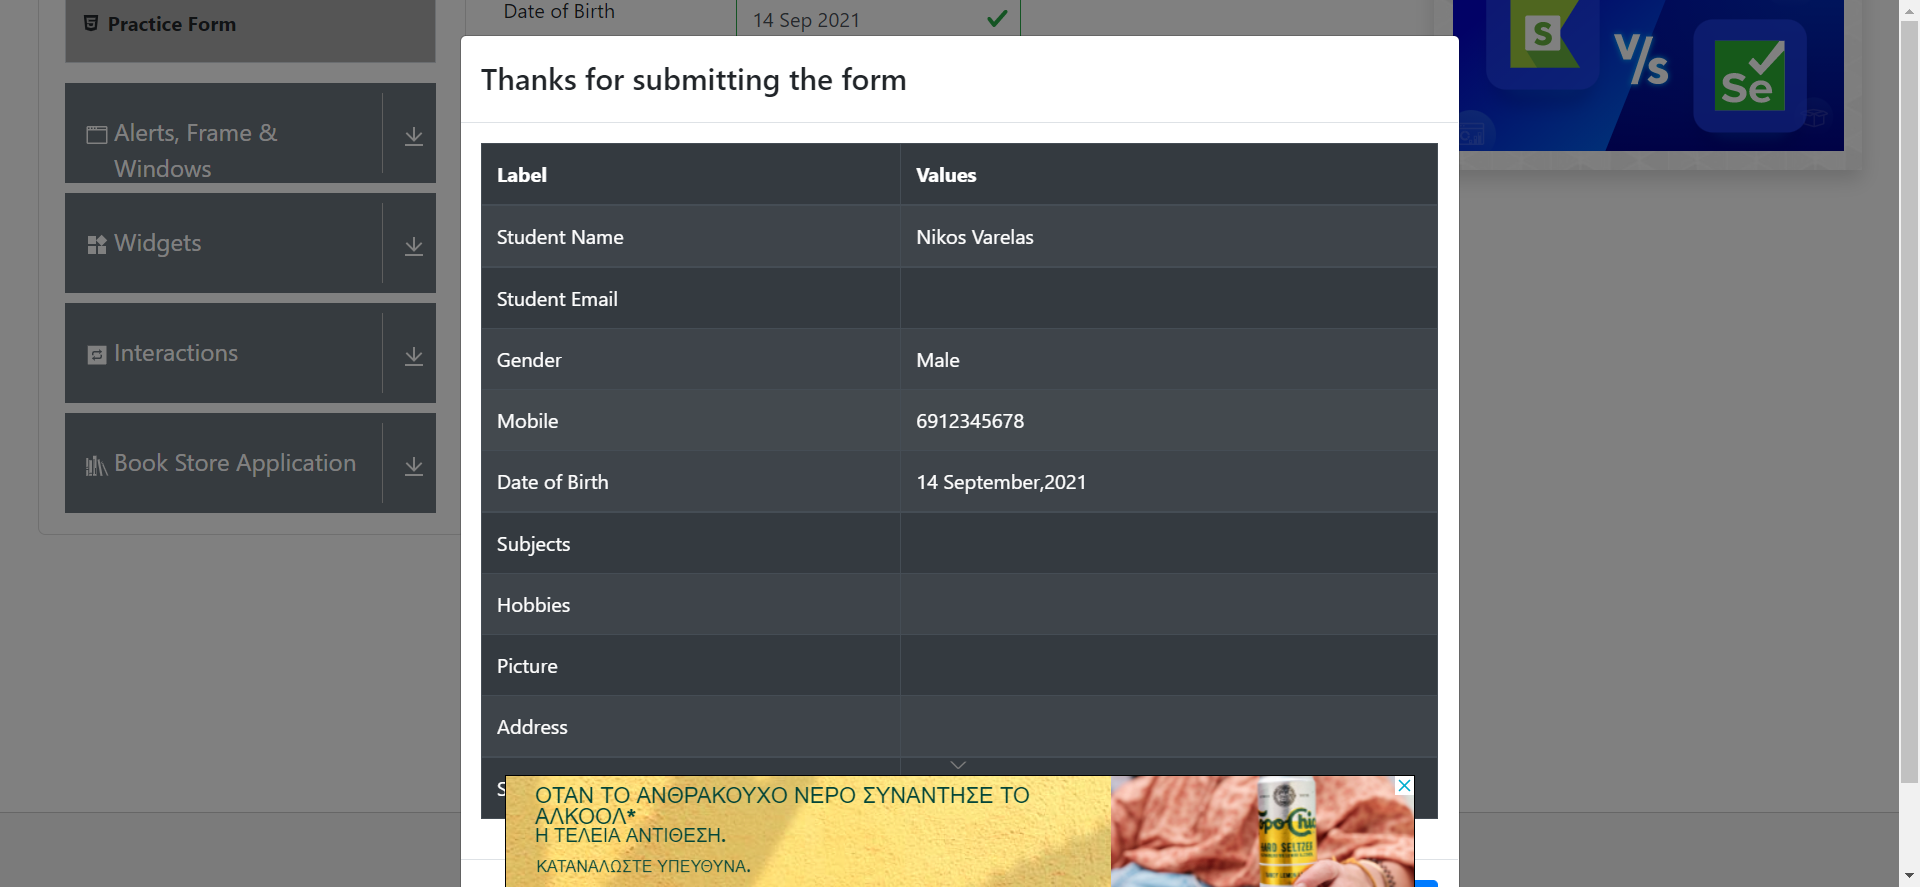 Practice Form
Alerts, Frame &
Windows
Widgets
Interactions
Book Store Application
Date of Birth
14 Sep 2021
S
V/s
Se
Thanks for submitting the form
Label Values
Student Name Nikos Varelas
Student Email
Gender Male
Mobile 6912345678
Date of Birth 14 September,2021
Subjects
Hobbies
Picture
Address
S
ΟΤΑΝ ΤΟ ΑΝΘΡΑΚΟΥΧΟ ΝΕΡΟ ΣΥΝΑΝΤΗΣΕ ΤΟ
ΑΛΚΟΟΛ*
Η ΤΕΛΕΙΑ ΑΝΤΙΘΕΣΗ.
ΚΑΤΑΝΑΛΩΣΤΕ ΥΠΕΥΘΥΝΑ.
HARD SELTZER